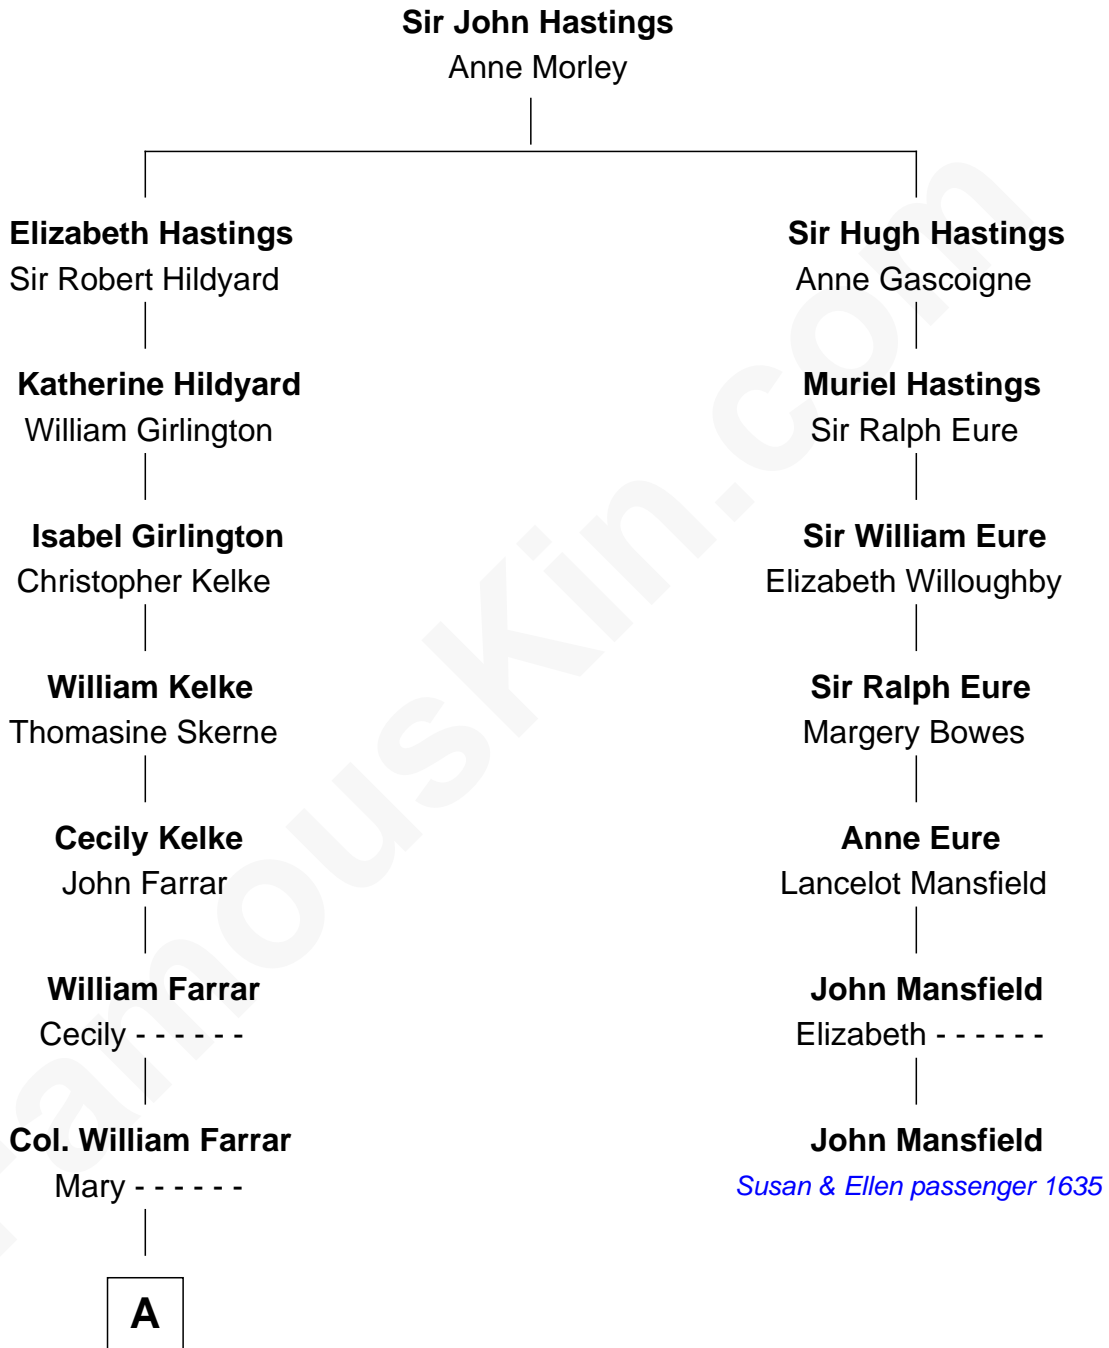 Sir John Hastings
Anne Morley
Elizabeth Hastings
Sir Robert Hildyard
Katherine Hildyard
William Girlington
Isabel Girlington
Christopher Kelke
William Kelke
Thomasine Skerne
Cecily Kelke
John Farrar
William Farrar
Cecily - - - - - -
Col. William Farrar
Mary - - - - - -
A
Sir Hugh Hastings
Anne Gascoigne
Muriel Hastings
Sir Ralph Eure
Sir William Eure
Elizabeth Willoughby
Sir Ralph Eure
Margery Bowes
Anne Eure
Lancelot Mansfield
John Mansfield
Elizabeth - - - - - -
John Mansfield
Susan & Ellen passenger 1635
FamousKin.com